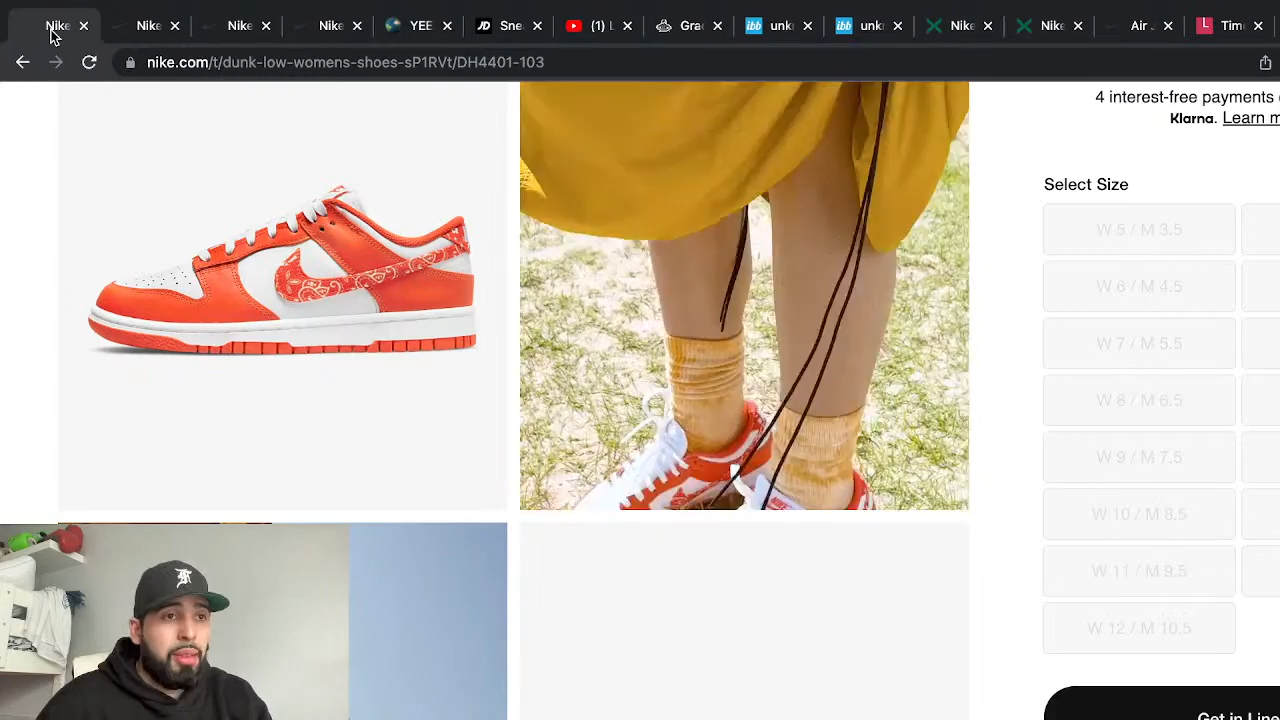 Nike
Nike
Nike
Nike
YEE
JD
Sne
(1) L
Gra
ibb
unk
ibb
unk
Nike
Nike
Air
L
Tim
nike.com/t/dunk-low-womens-shoes-sP1RVt/DH4401-103
4 interest-free payments
Klarna. Learn m
Select Size
W 5 / M 3.5
W 6 / M 4.5
W 7 / M 5.5
W 8 / M 6.5
W 9 / M 7.5
W 10 / M 8.5
W 11 / M 9.5
W 12 / M 10.5
Get in Line